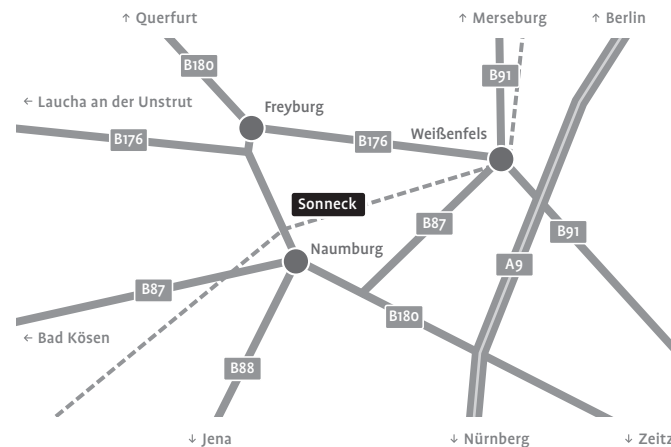 ↑ Querfurt
↑ Merseburg
↑ Berlin
B180
B91
← Laucha an der Unstrut
Freyburg
Weißenfels
B176
B176
Sonneck
B87
B91
Naumburg
A9
B87
B180
← Bad Kösen
B88
↓ Jena
↓ Nürnberg
↓ Zeitz